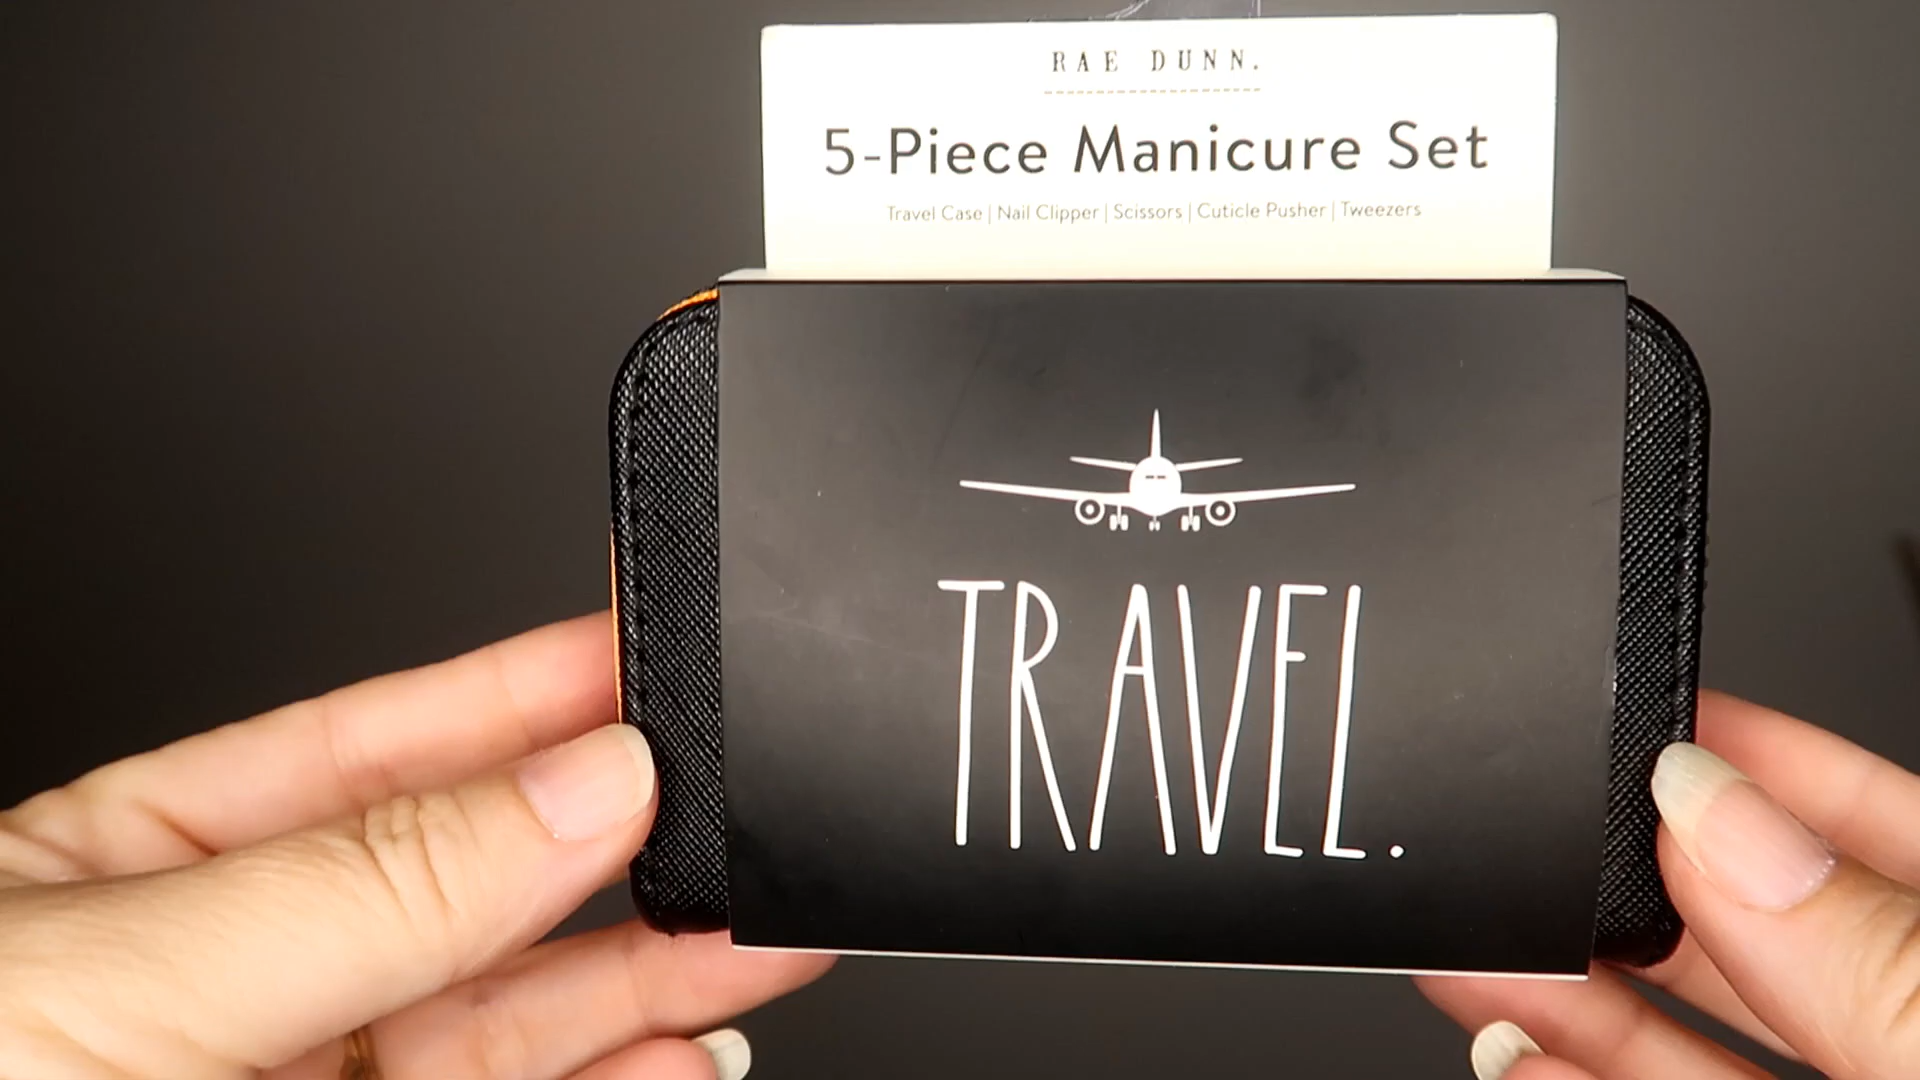 RAE DUNN.
5-Piece Manicure Set
Travel Case | Nail Clipper | Scissors | Cuticle Pusher | Tweezers
TRAVEL.